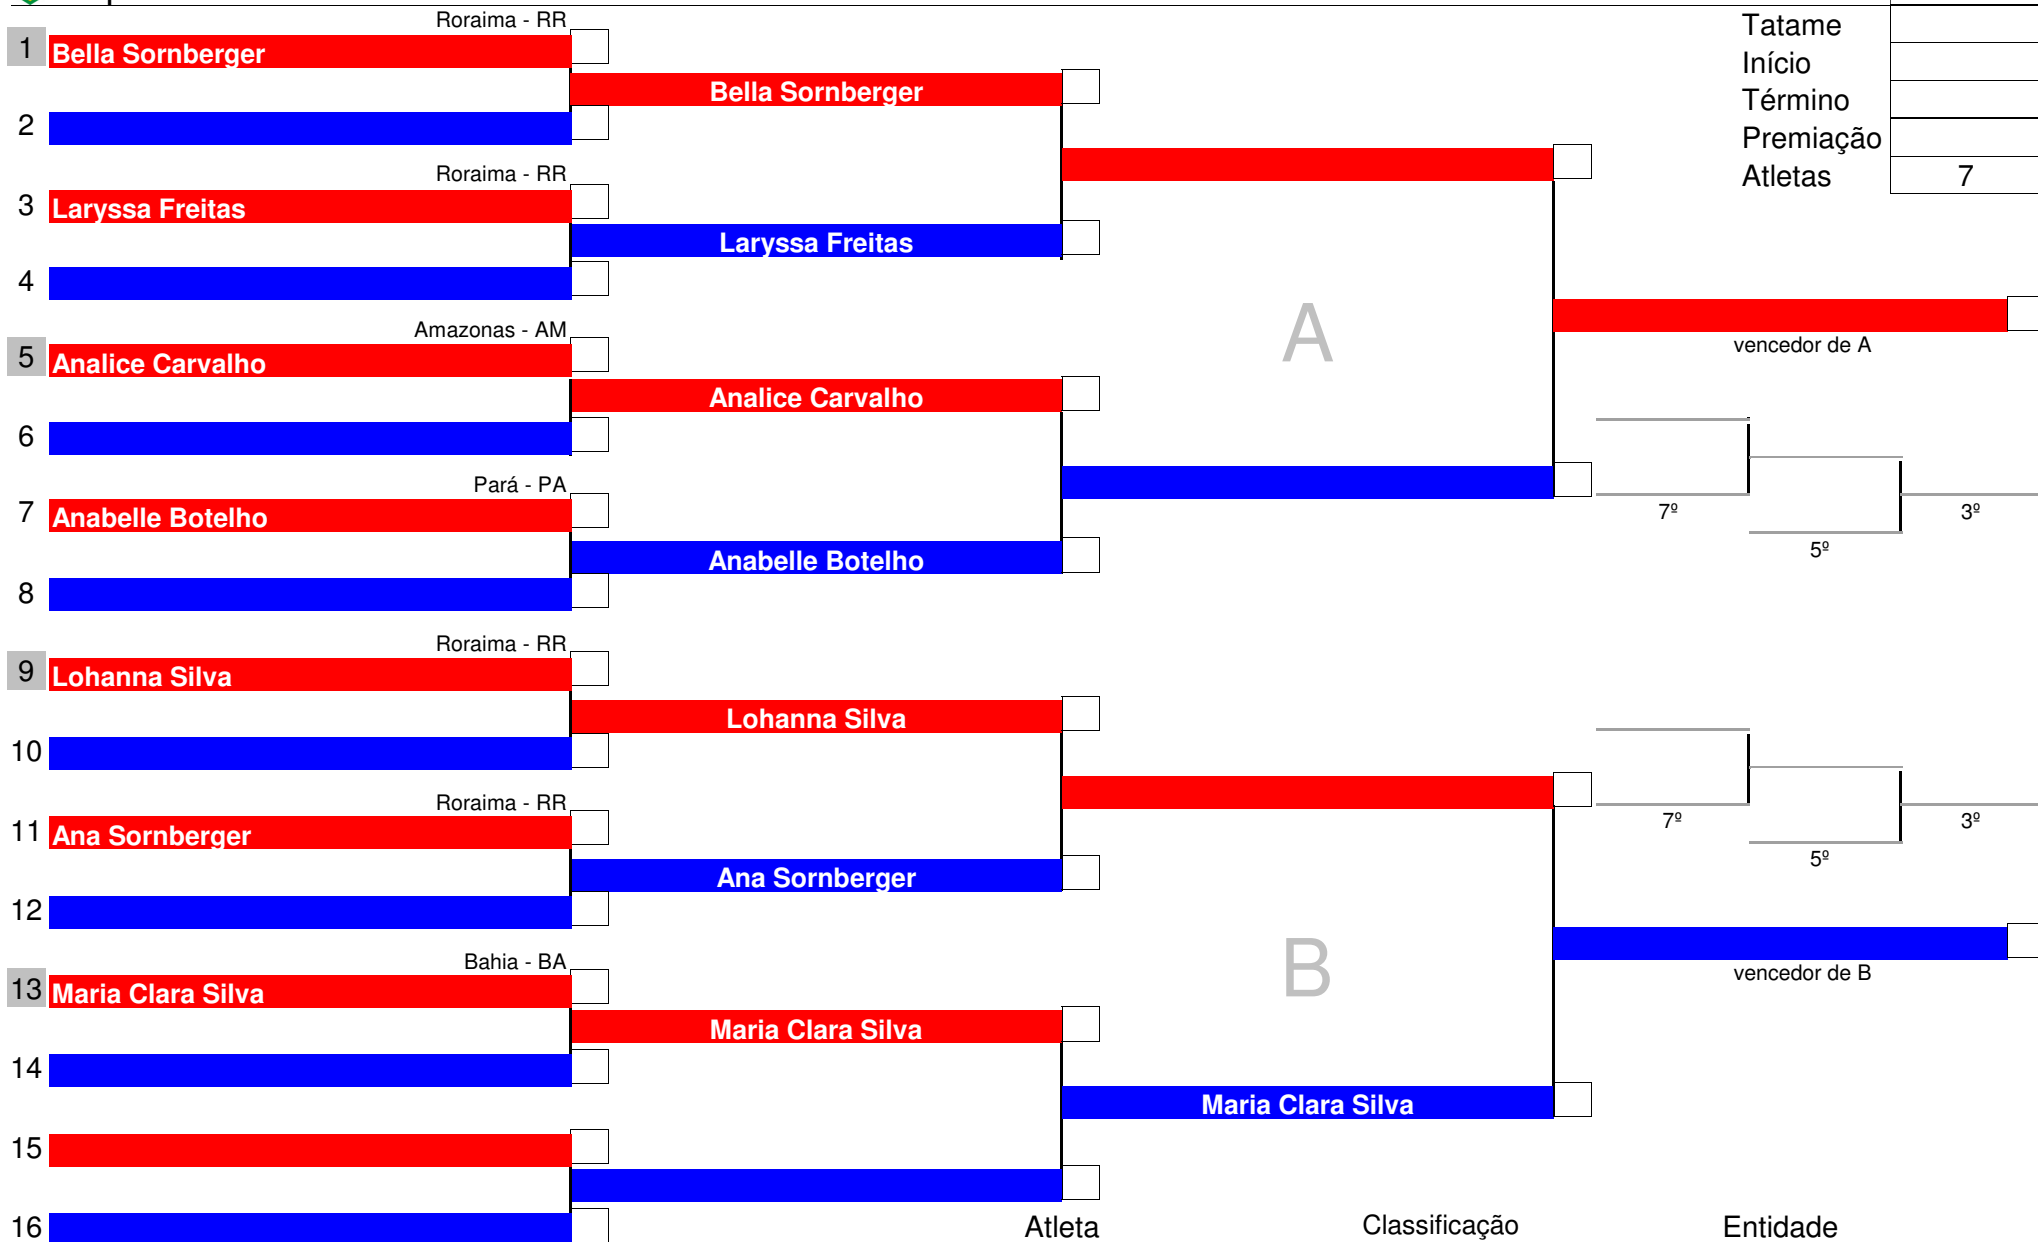 Roraima - RR
Tatame
1 Bella Sornberger
Início
Bella Sornberger
Término
2
Premiação
Roraima - RR
Atletas 7
3 Laryssa Freitas
Laryssa Freitas
4
Amazonas - AM
A
vencedor de A
5 Analice Carvalho
Analice Carvalho
6
Pará - PA
7 Anabelle Botelho
7º
3º
5º
Anabelle Botelho
8
Roraima - RR
9 Lohanna Silva
Lohanna Silva
10
Roraima - RR
7º
3º
11 Ana Sornberger
5º
Ana Sornberger
12
Bahia - BA
B
vencedor de B
13 Maria Clara Silva
Maria Clara Silva
14
Maria Clara Silva
15
16
Atleta Classificação Entidade